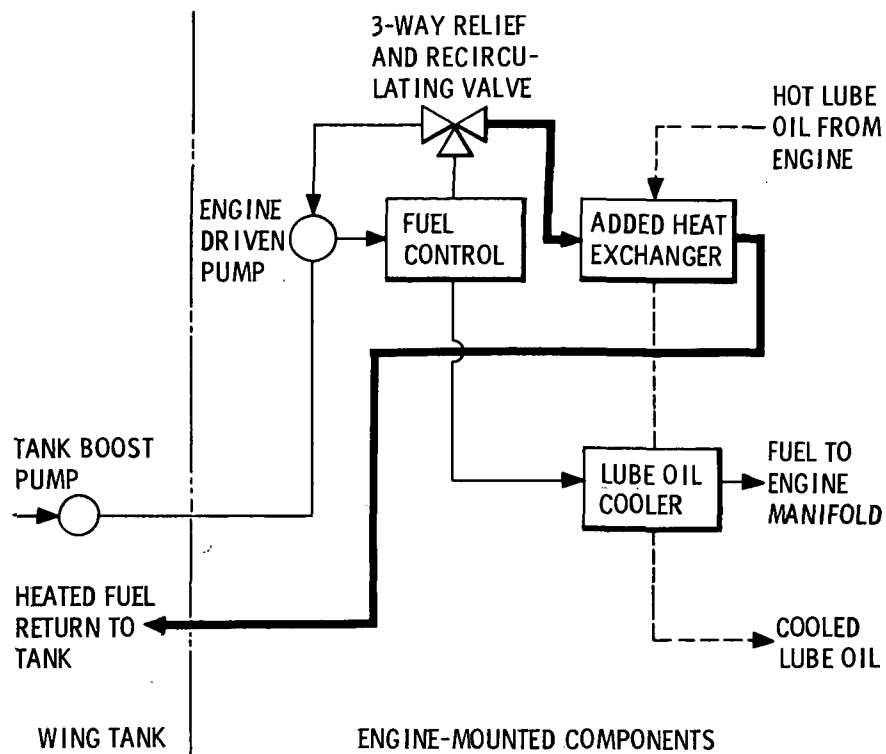 3-WAY RELIEF
AND RECIRCU-
LATING VALVE
HOT LUBE
OIL FROM
ENGINE
ENGINE
DRIVEN
PUMP
FUEL
CONTROL
ADDED HEAT
EXCHANGER
TANK BOOST
PUMP
LUBE OIL
COOLER
FUEL TO
ENGINE
MANIFOLD
HEATED FUEL
RETURN TO
TANK
COOLED
LUBE OIL
WING TANK
ENGINE-MOUNTED COMPONENTS